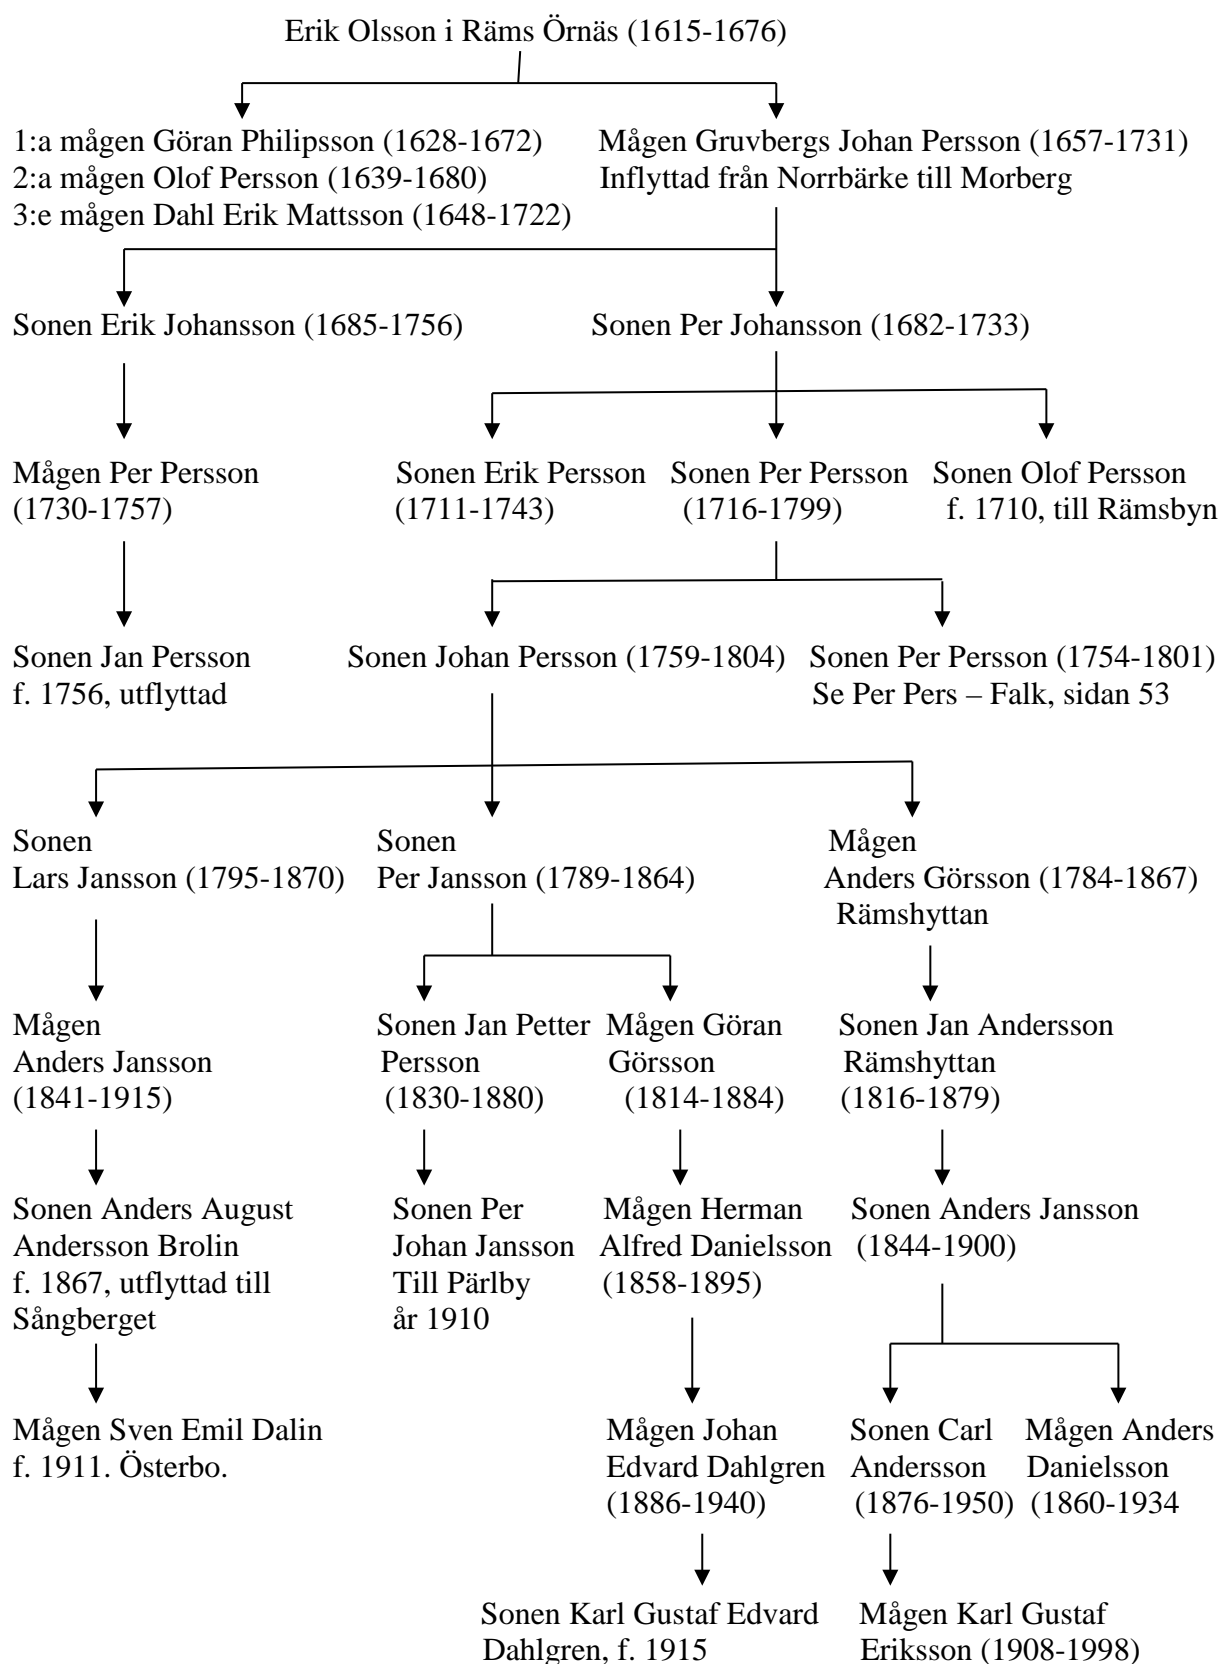 Erik Olsson i Räms Örnäs (1615-1676)
1:a mågen Göran Philipsson (1628-1672)
2:a mågen Olof Persson (1639-1680)
3:e mågen Dahl Erik Mattsson (1648-1722)
Mågen Gruvbergs Johan Persson (1657-1731)
Inflyttad från Norrbärke till Morberg
Sonen Erik Johansson (1685-1756)
Sonen Per Johansson (1682-1733)
Mågen Per Persson
(1730-1757)
Sonen Erik Persson
(1711-1743)
Sonen Per Persson
(1716-1799)
Sonen Olof Persson
f. 1710, till Rämsbyn
Sonen Jan Persson
f. 1756, utflyttad
Sonen Johan Persson (1759-1804)
Sonen Per Persson (1754-1801)
Se Per Pers – Falk, sidan 53
Sonen
Lars Jansson (1795-1870)
Sonen
Per Jansson (1789-1864)
Mågen
Anders Görsson (1784-1867)
Rämshyttan
Mågen
Anders Jansson
(1841-1915)
Sonen Jan Petter
Persson
(1830-1880)
Mågen Göran
Görsson
(1814-1884)
Sonen Jan Andersson
Rämshyttan
(1816-1879)
Sonen Anders August
Andersson Brolin
f. 1867, utflyttad till
Sångberget
Sonen Per
Johan Jansson
Till Pärlby
år 1910
Mågen Herman
Alfred Danielsson
(1858-1895)
Sonen Anders Jansson
(1844-1900)
Mågen Sven Emil Dalin
f. 1911. Österbo.
Mågen Johan
Edvard Dahlgren
(1886-1940)
Sonen Carl
Andersson
(1876-1950)
Mågen Anders
Danielsson
(1860-1934
Sonen Karl Gustaf Edvard
Dahlgren, f. 1915
Mågen Karl Gustaf
Eriksson (1908-1998)